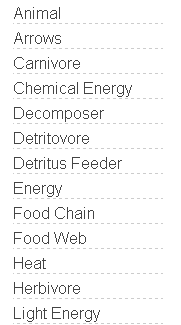 Animal
Arrows
Carnivore
Chemical Energy
Decomposer
Detritovore
Detritus Feeder
Energy
Food Chain
Food Web
Heat
Herbivore
Light Energy